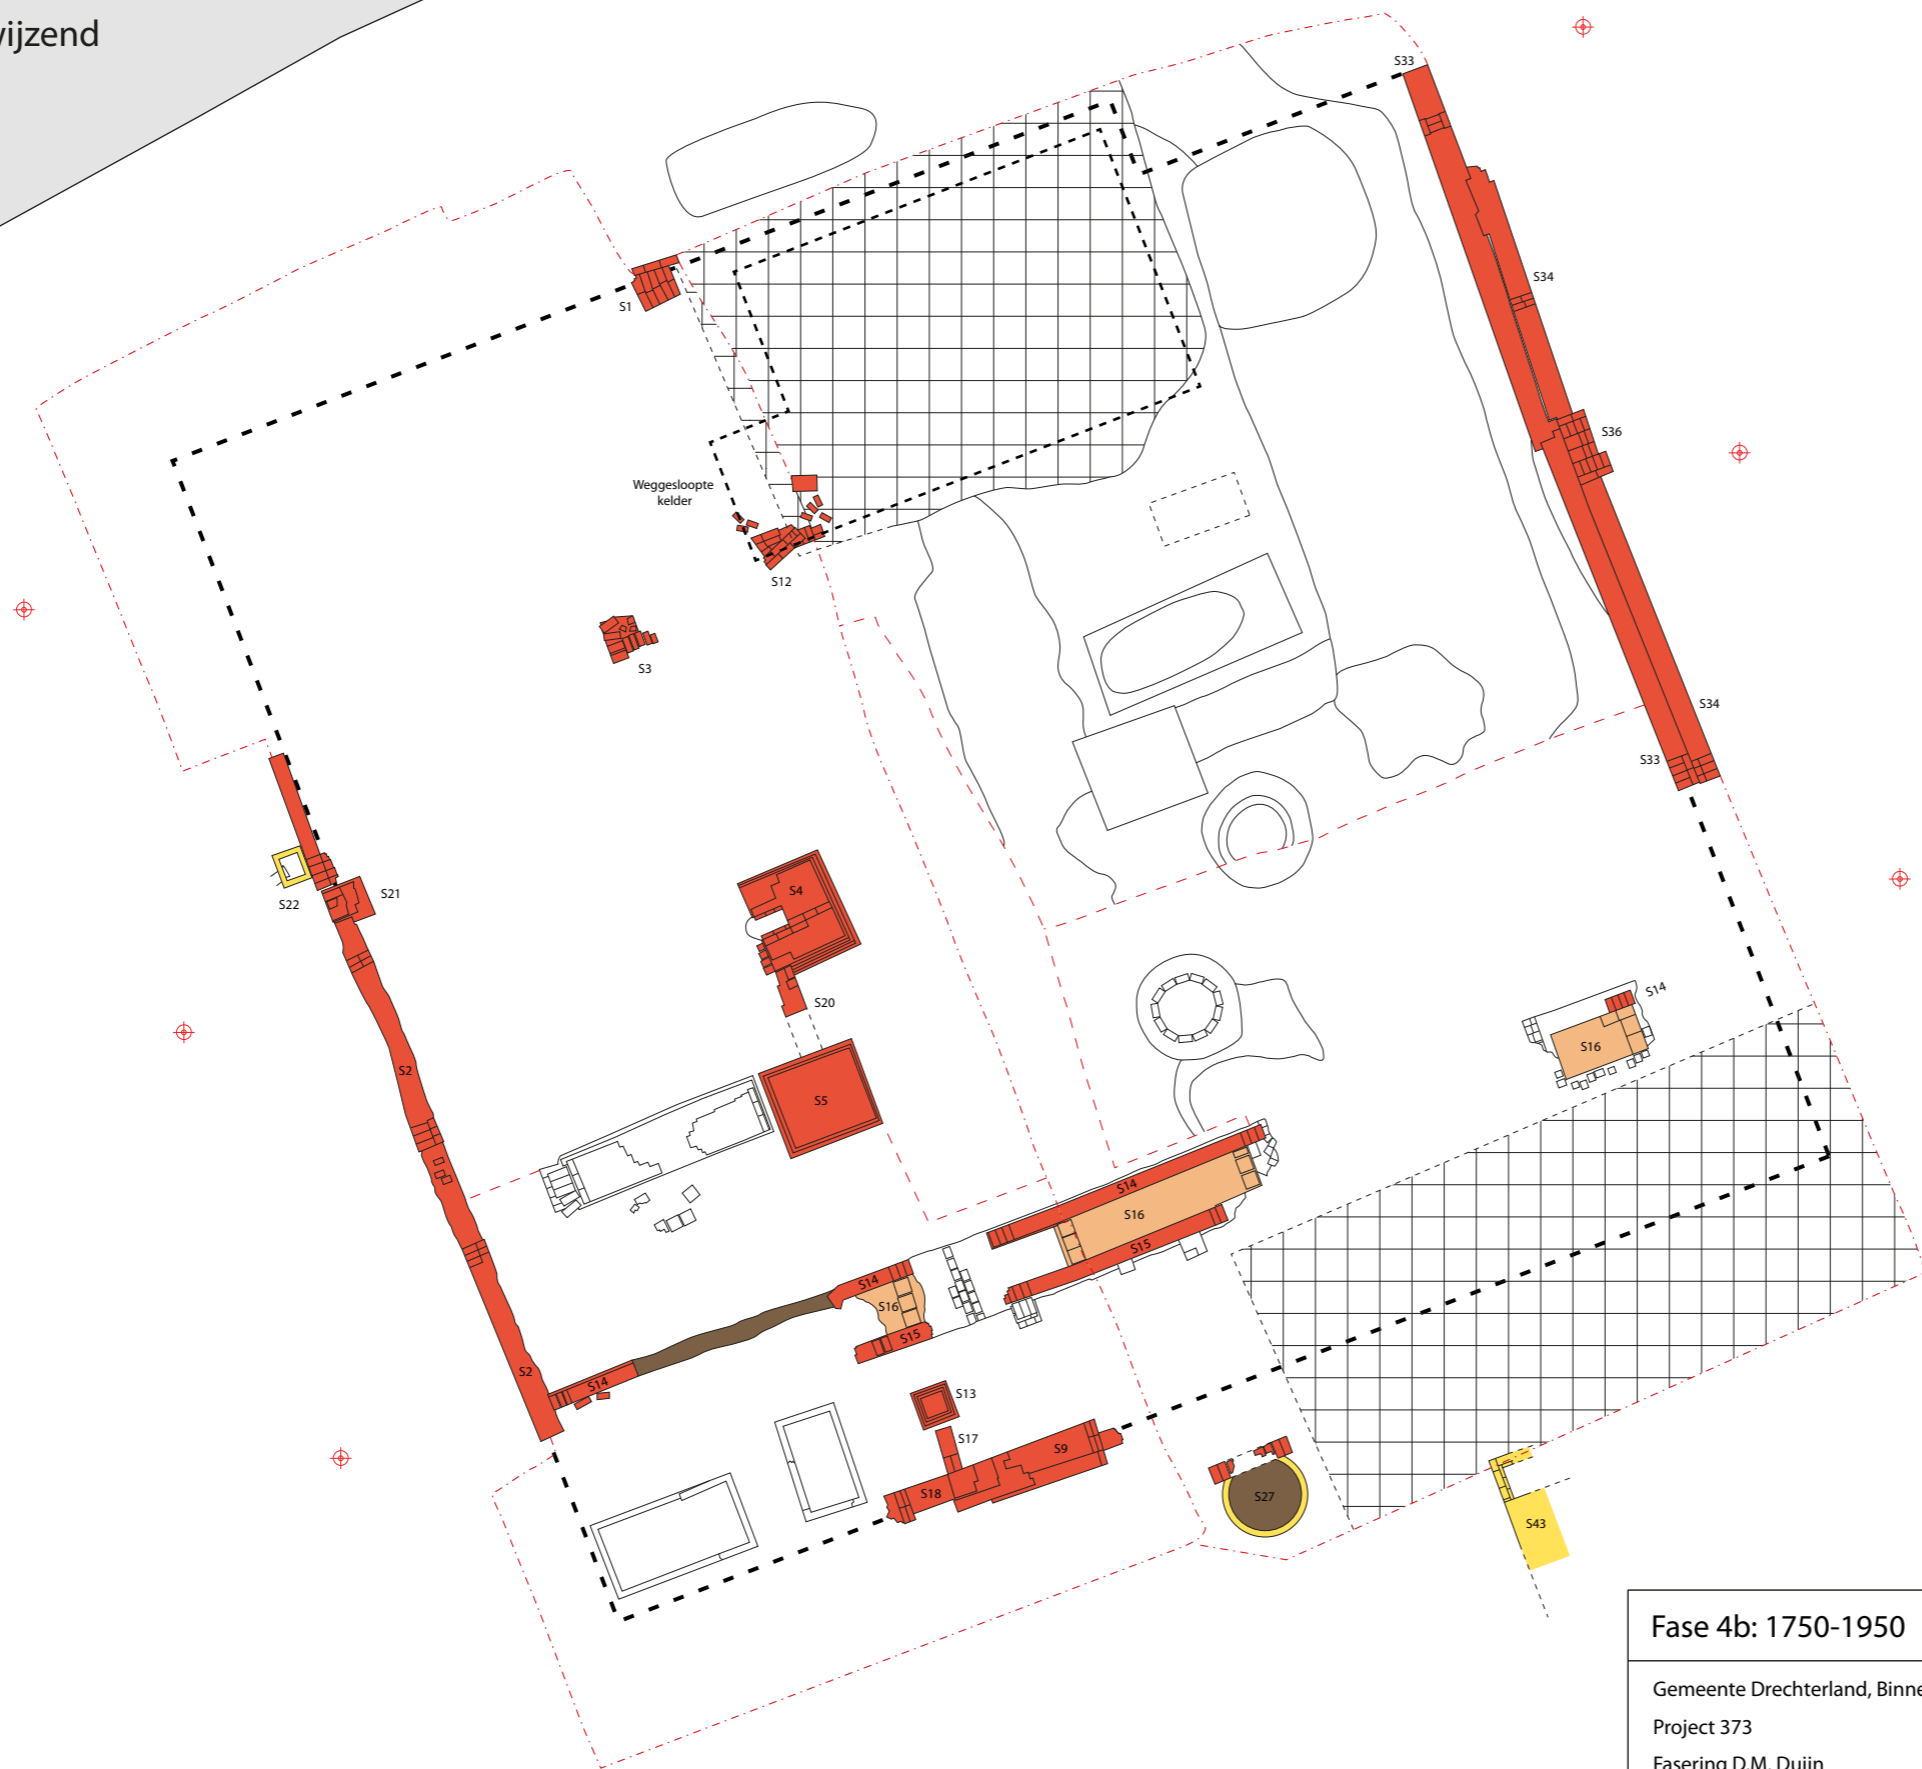 S33
S34
S1
S36
Weggesloopte
kelder
S12
S3
S34
S33
S4
S21
S22
S20
S14
S16
S2
S5
S14
S16
S15
S14
S16
S15
S2
S14
S13
S17
S9
S18
S27
S43
Fase 4b: 1750-1950
Gemeente Drechterland,
Project 373
Fasering D.M. Duijn